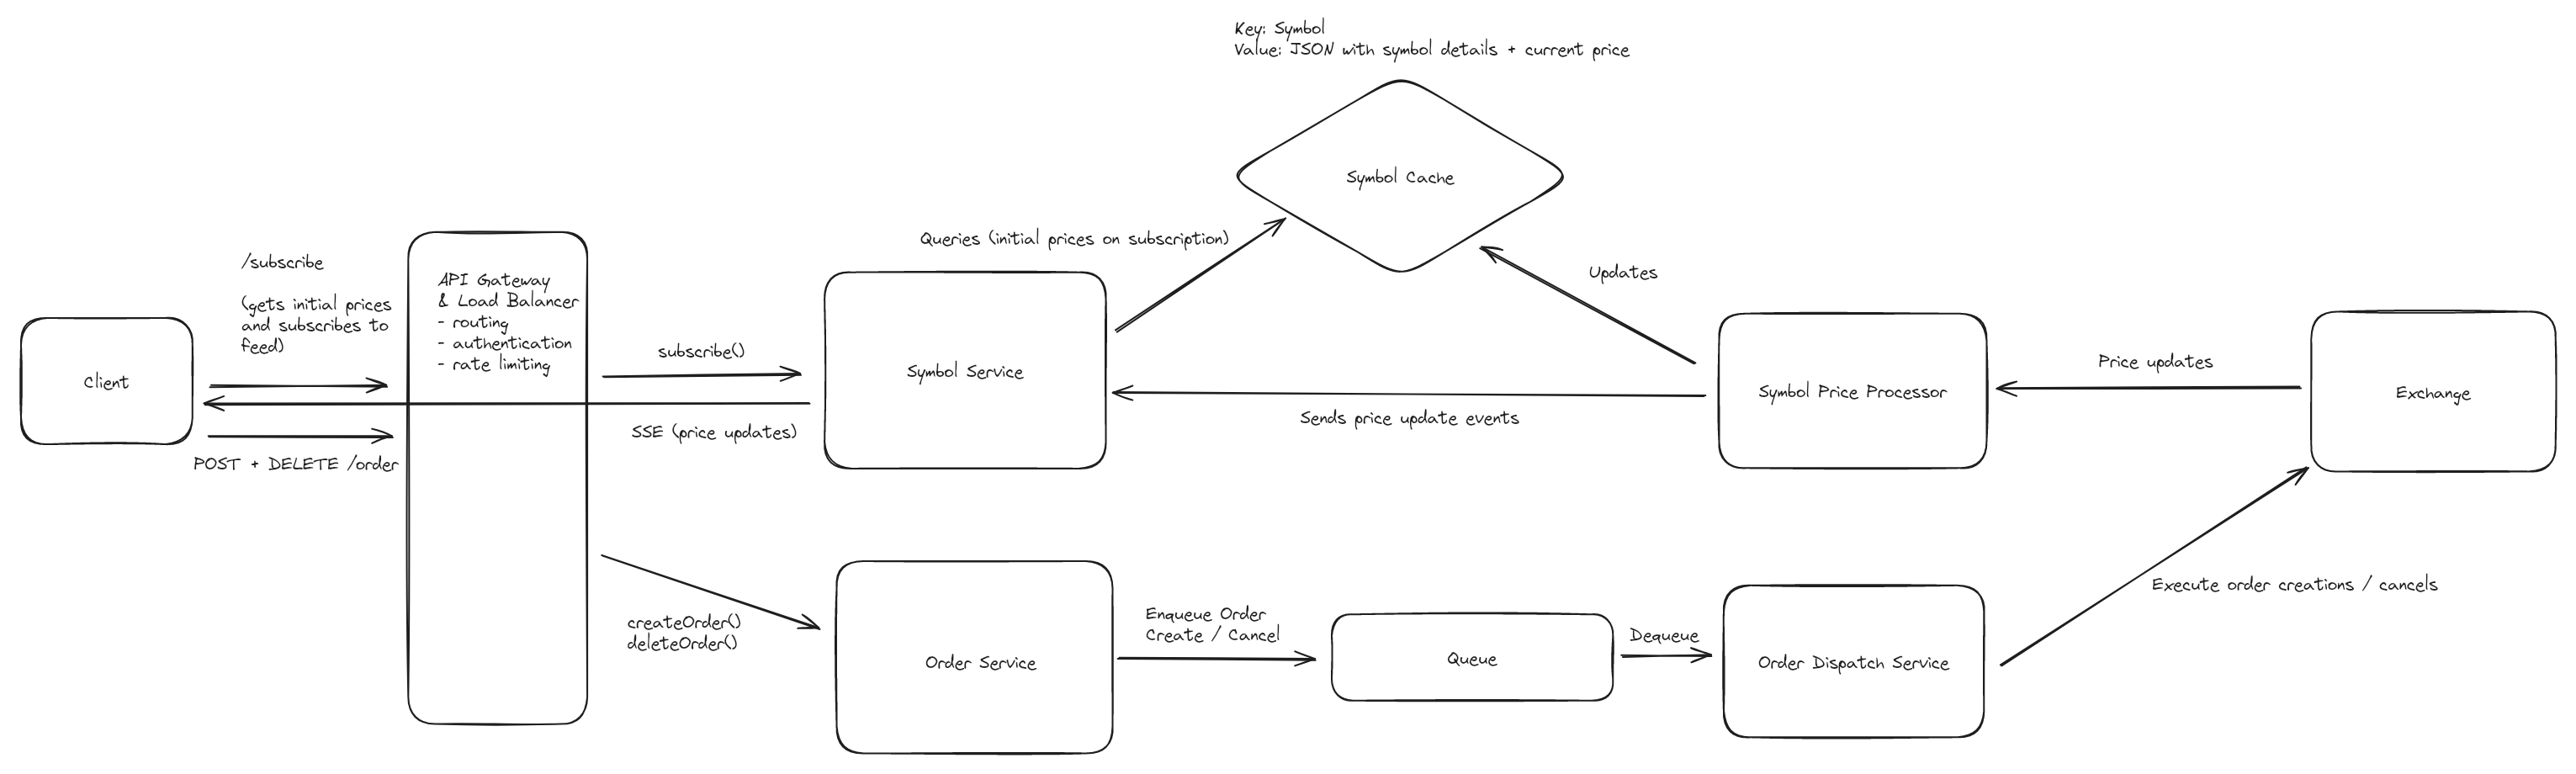 Key: Symbol
Value: JSON with symbol details + current price
Symbol Cache
Queries (initial prices on subscription)
Updates
/subscribe
(gets initial prices
and subscribes to
feed)
API Gateway
& Load Balancer
- routing
- authentication
- rate limiting
Client
subscribe()
Symbol Service
Symbol Price Processor
Price updates
Exchange
Sends price update events
SSE (price updates)
POST + DELETE /order
createOrder()
deleteOrder()
Order Service
Enqueue Order
Create / Cancel
Queue
Dequeue
Order Dispatch Service
Execute order creations / cancels